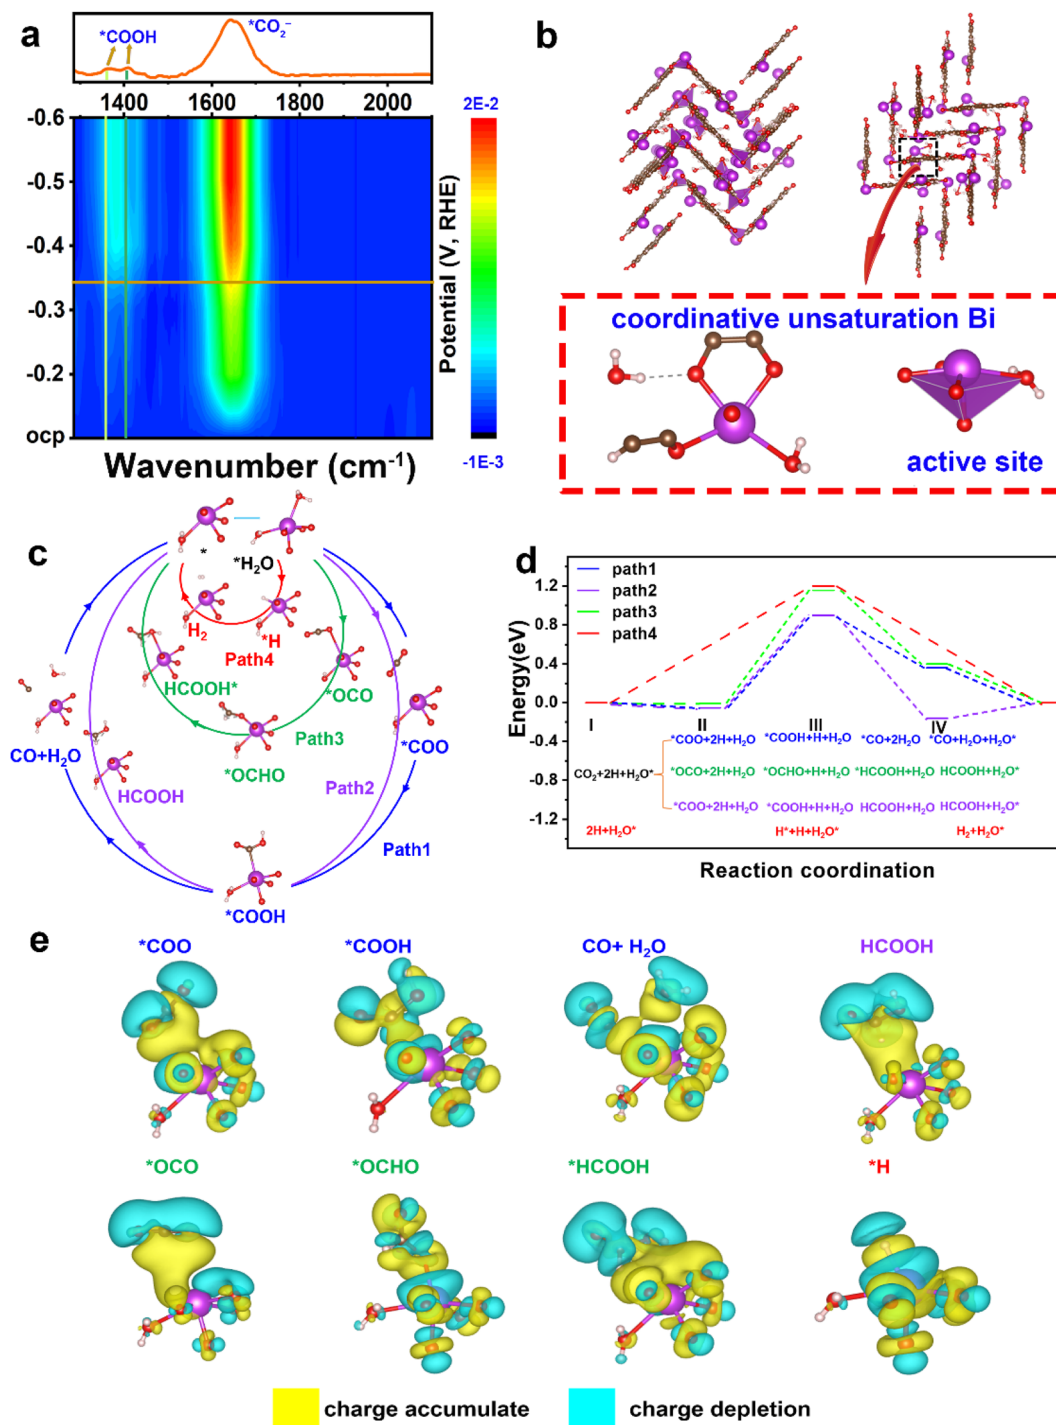 a
*COOH
*CO₂⁻
1400 1600 1800 2000
2E-2
-0.6
-0.5
-0.4
-0.3
-0.2
ocp
Potential (V, RHE)
-1E-3
Wavenumber (cm⁻¹)
b
coordinative unsaturation Bi
active site
c
*
*H₂O
H₂
*H
Path4
HCOOH*
*OCO
Path3
*OCHO
CO+H₂O
*COO
HCOOH
Path2
Path1
*COOH
d
path1
path2
path3
path4
1.2
0.8
0.4
0.0
-0.4
-0.8
-1.2
Energy(eV)
I II III IV
*COO+2H+H₂O *COOH+H+H₂O *CO+2H₂O *CO+H₂O+H₂O*
CO₂+2H+H₂O* *OCO+2H+H₂O *OCHO+H+H₂O *HCOOH+H₂O HCOOH+H₂O*
*COO+2H+H₂O *COOH+H+H₂O HCOOH+H₂O HCOOH+H₂O*
2H+H₂O* H*+H+H₂O* H₂+H₂O*
Reaction coordination
e
*COO *COOH CO+ H₂O HCOOH
*OCO *OCHO *HCOOH *H
charge accumulate charge depletion